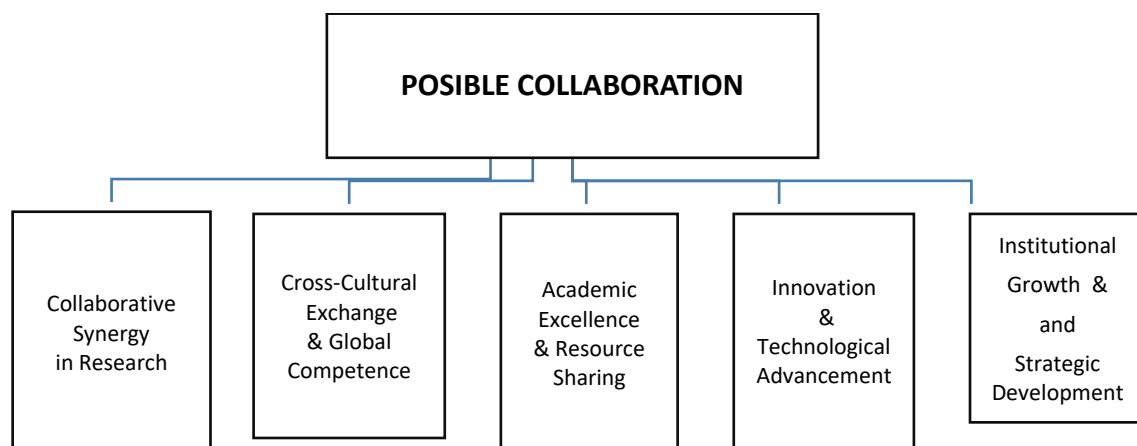 POSIBLE COLLABORATION
Collaborative
Synergy
in Research
Cross-Cultural
Exchange
& Global
Competence
Academic
Excellence
& Resource
Sharing
Innovation
&
Technological
Advancement
Institutional
Growth &
and
Strategic
Development